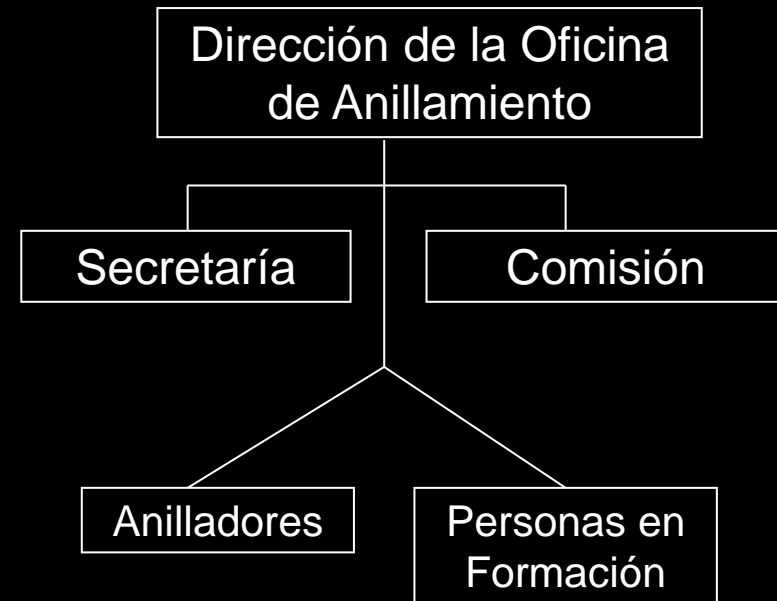 Dirección de la Oficina
de Anillamiento
Secretaría
Comisión
Anilladores
Personas en
Formación